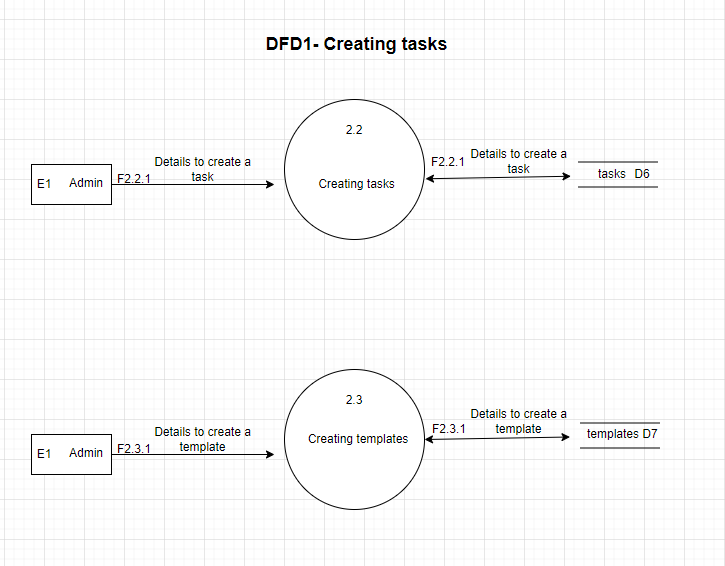 DFD1- Creating tasks
2.2
Details to create a
task
F2.2.1
Details to create a
task
F2.2.1
E1 Admin
Creating tasks
tasks D6
2.3
Details to create a
template
F2.3.1
Details to create a
template
F2.3.1
E1 Admin
Creating templates
templates D7